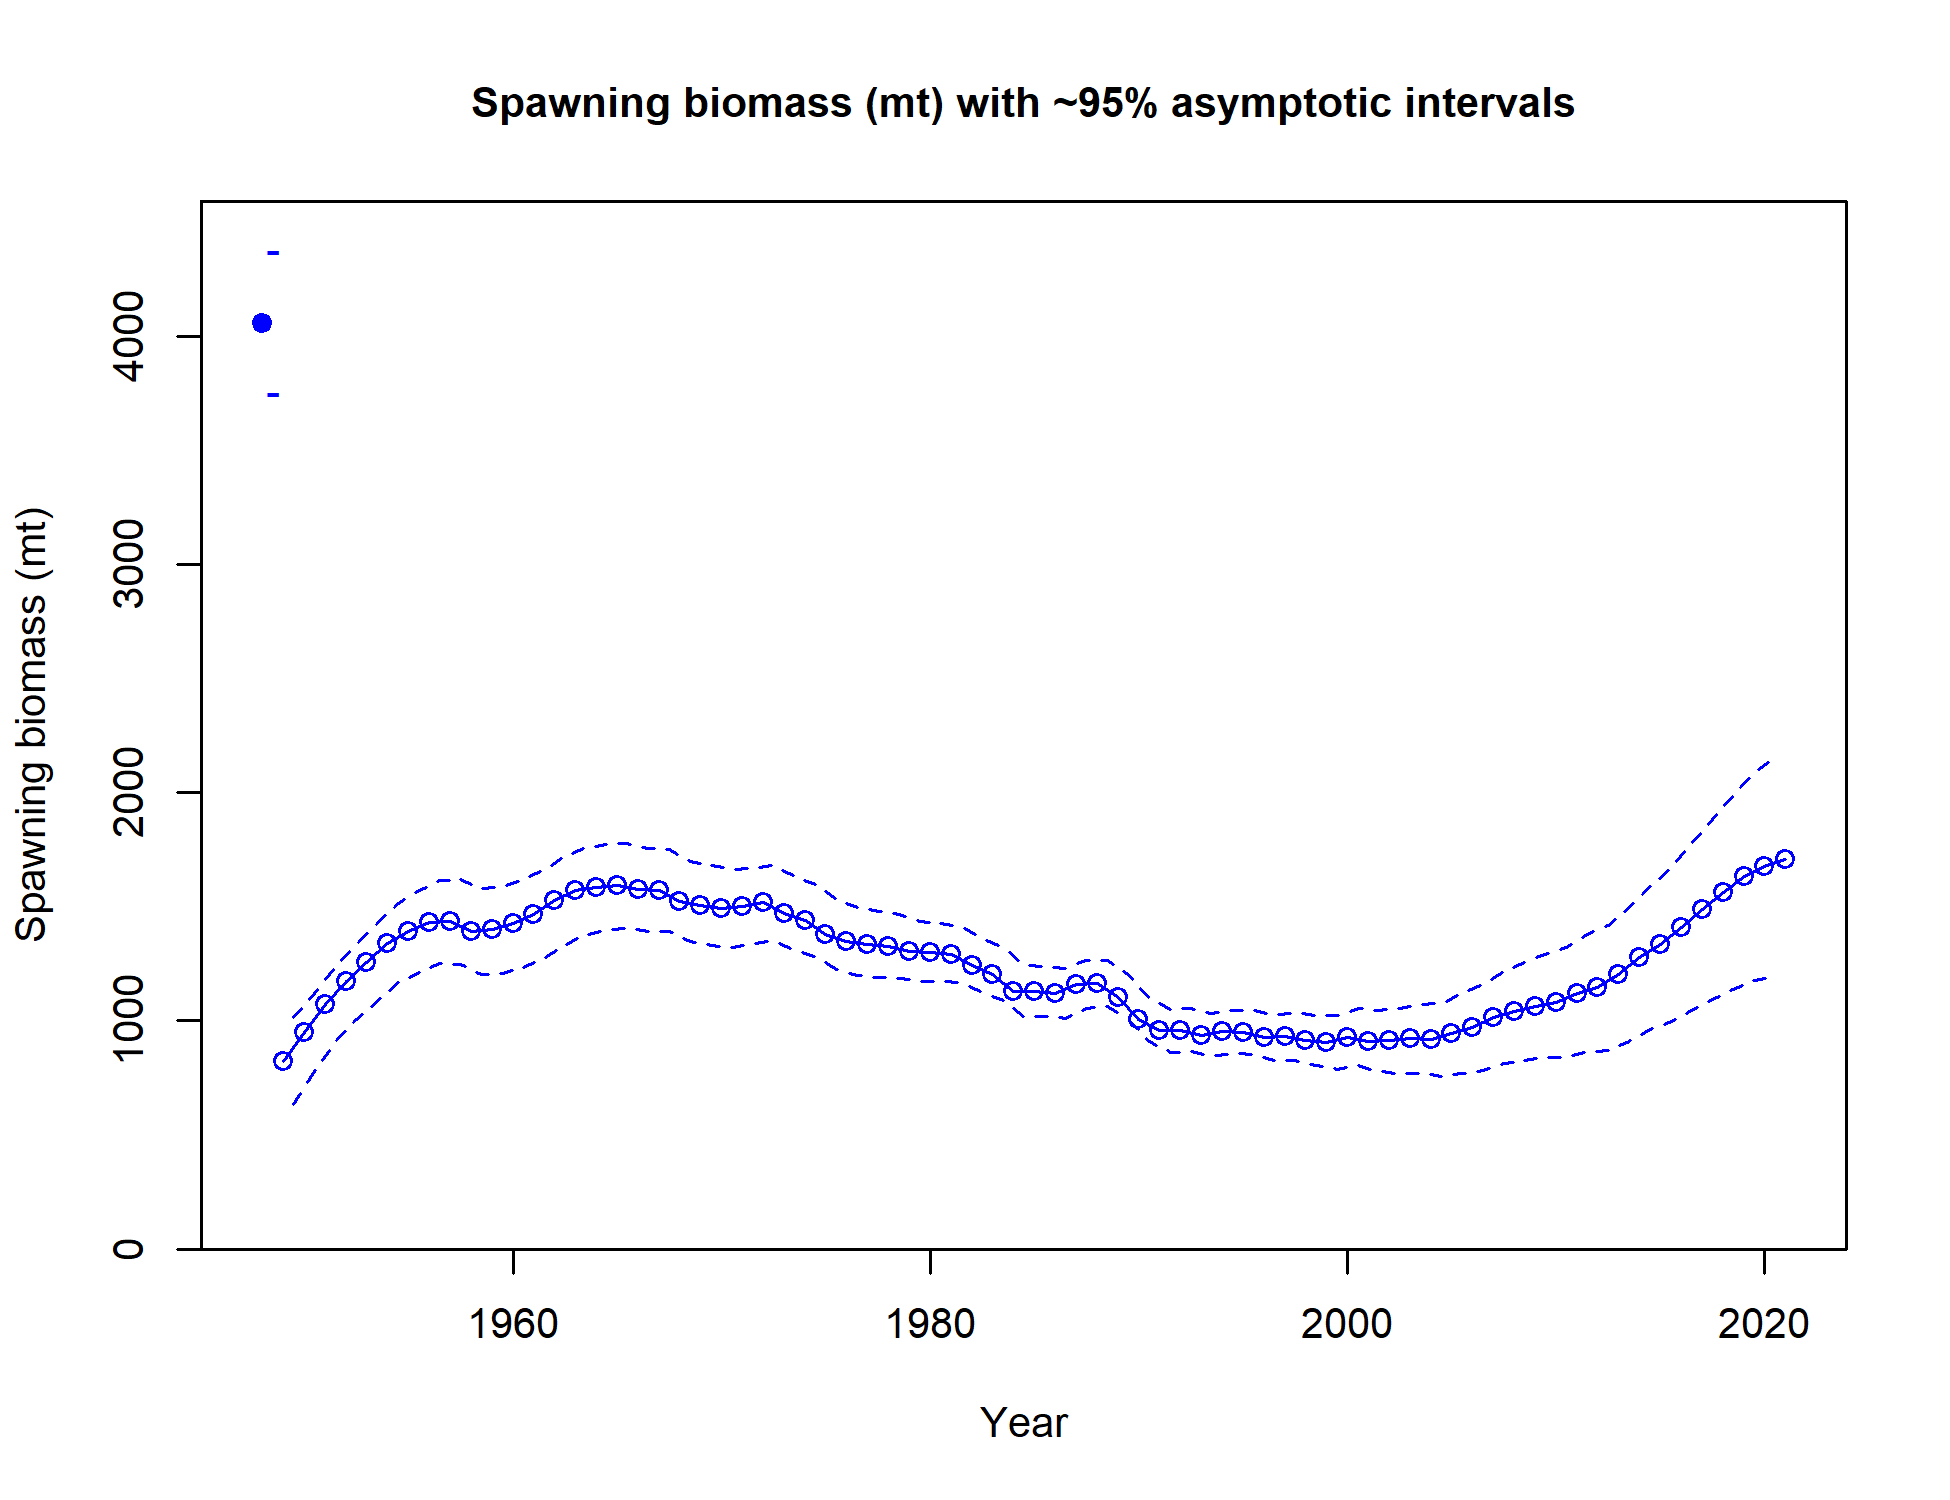 Spawning biomass (mt) with ~95% asymptotic intervals
Spawning biomass (mt)
4000
3000
2000
1000
0
1960 1980 2000 2020
Year